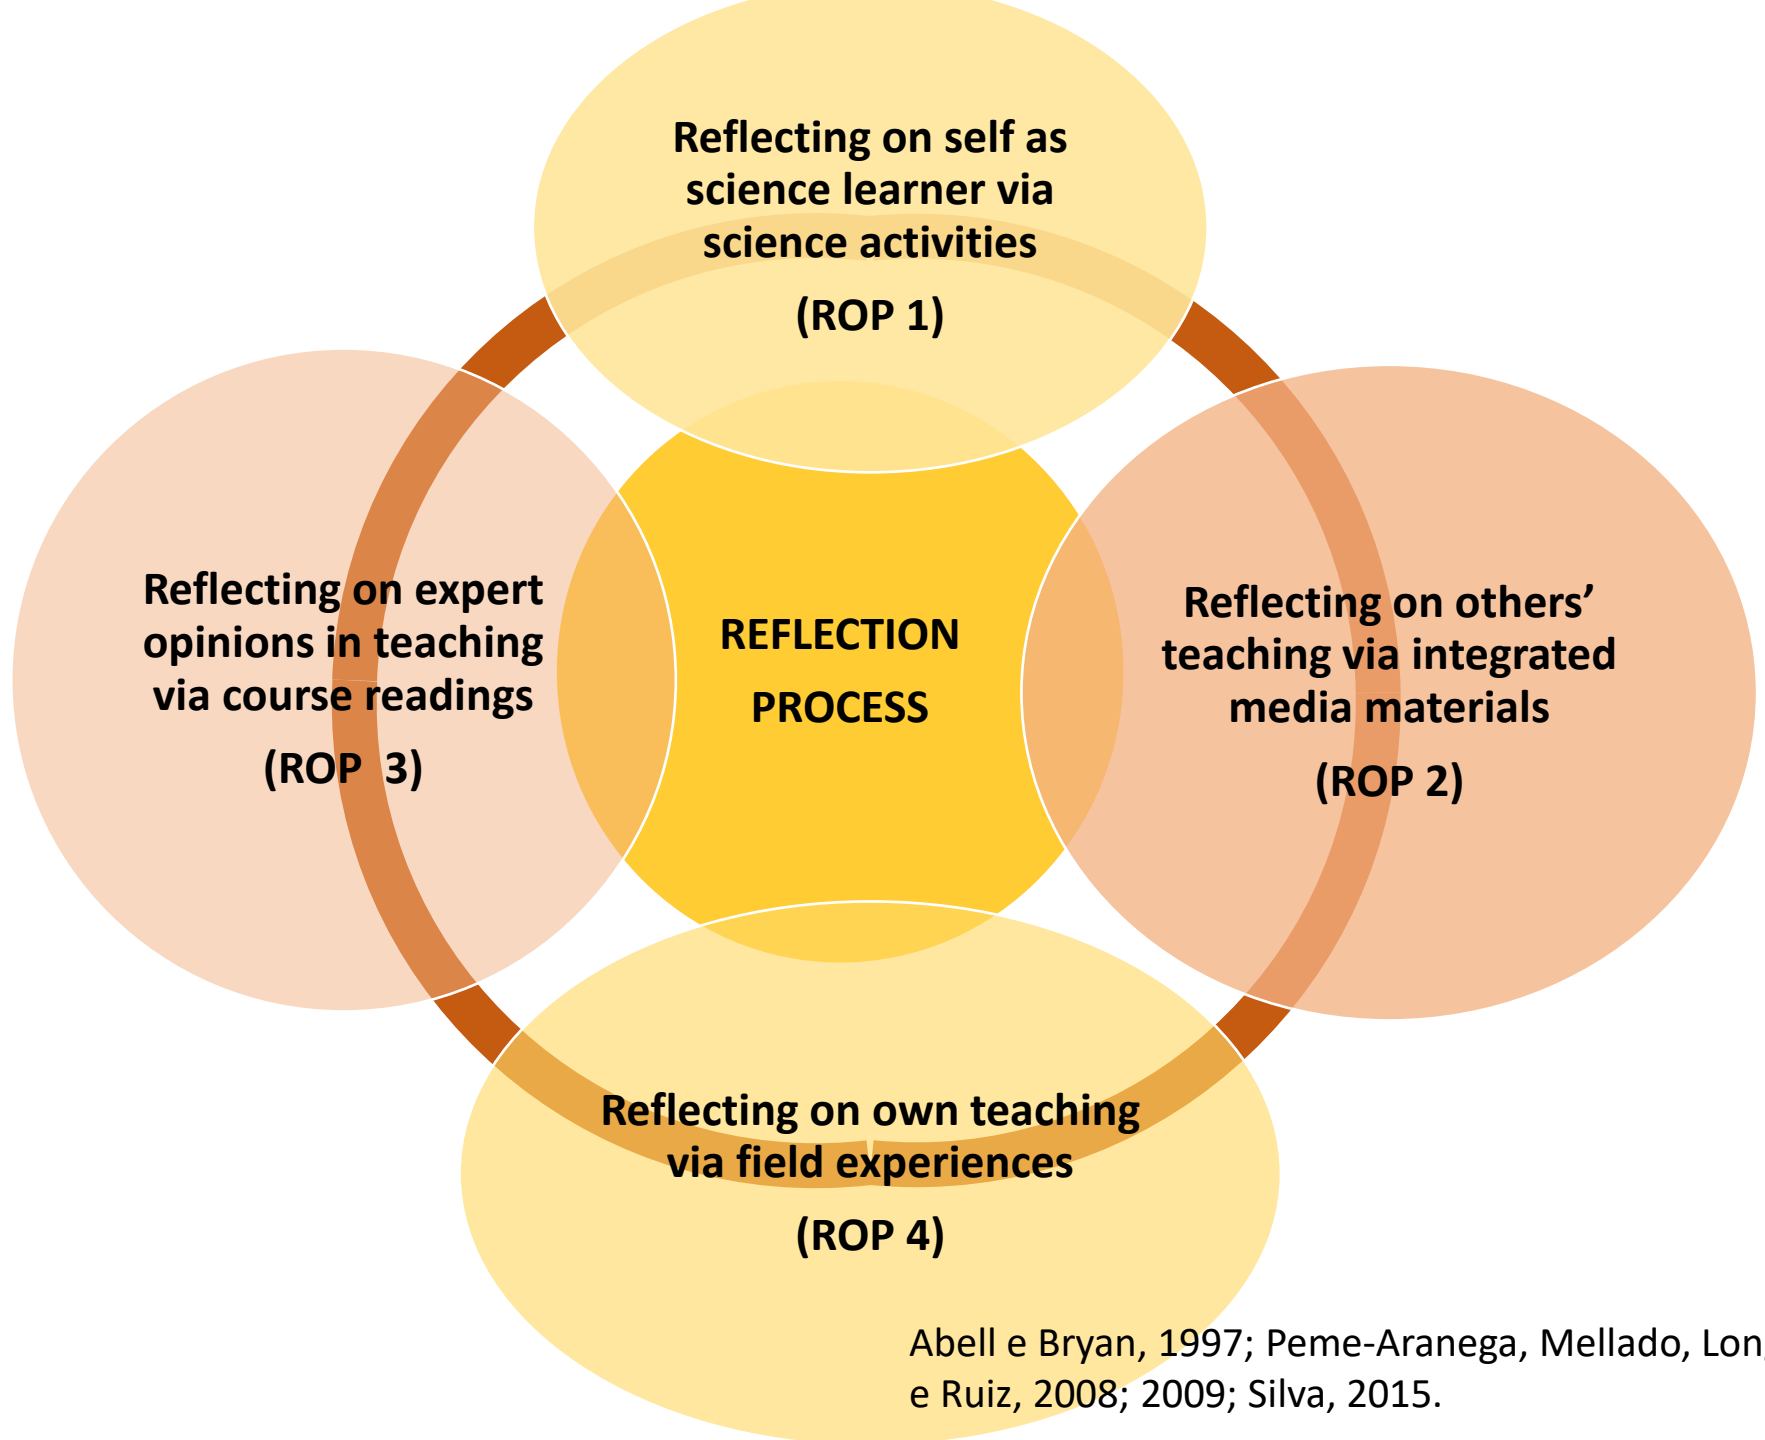 Reflecting on self as
science learner via
science activities
(ROP 1)
Reflecting on expert
opinions in teaching
via course readings
(ROP 3)
REFLECTION
PROCESS
Reflecting on others’
teaching via integrated
media materials
(ROP 2)
Reflecting on own teaching
via field experiences
(ROP 4)
Abell e Bryan, 1997; Peme-Aranega, Mellado,
e Ruiz, 2008; 2009; Silva, 2015.